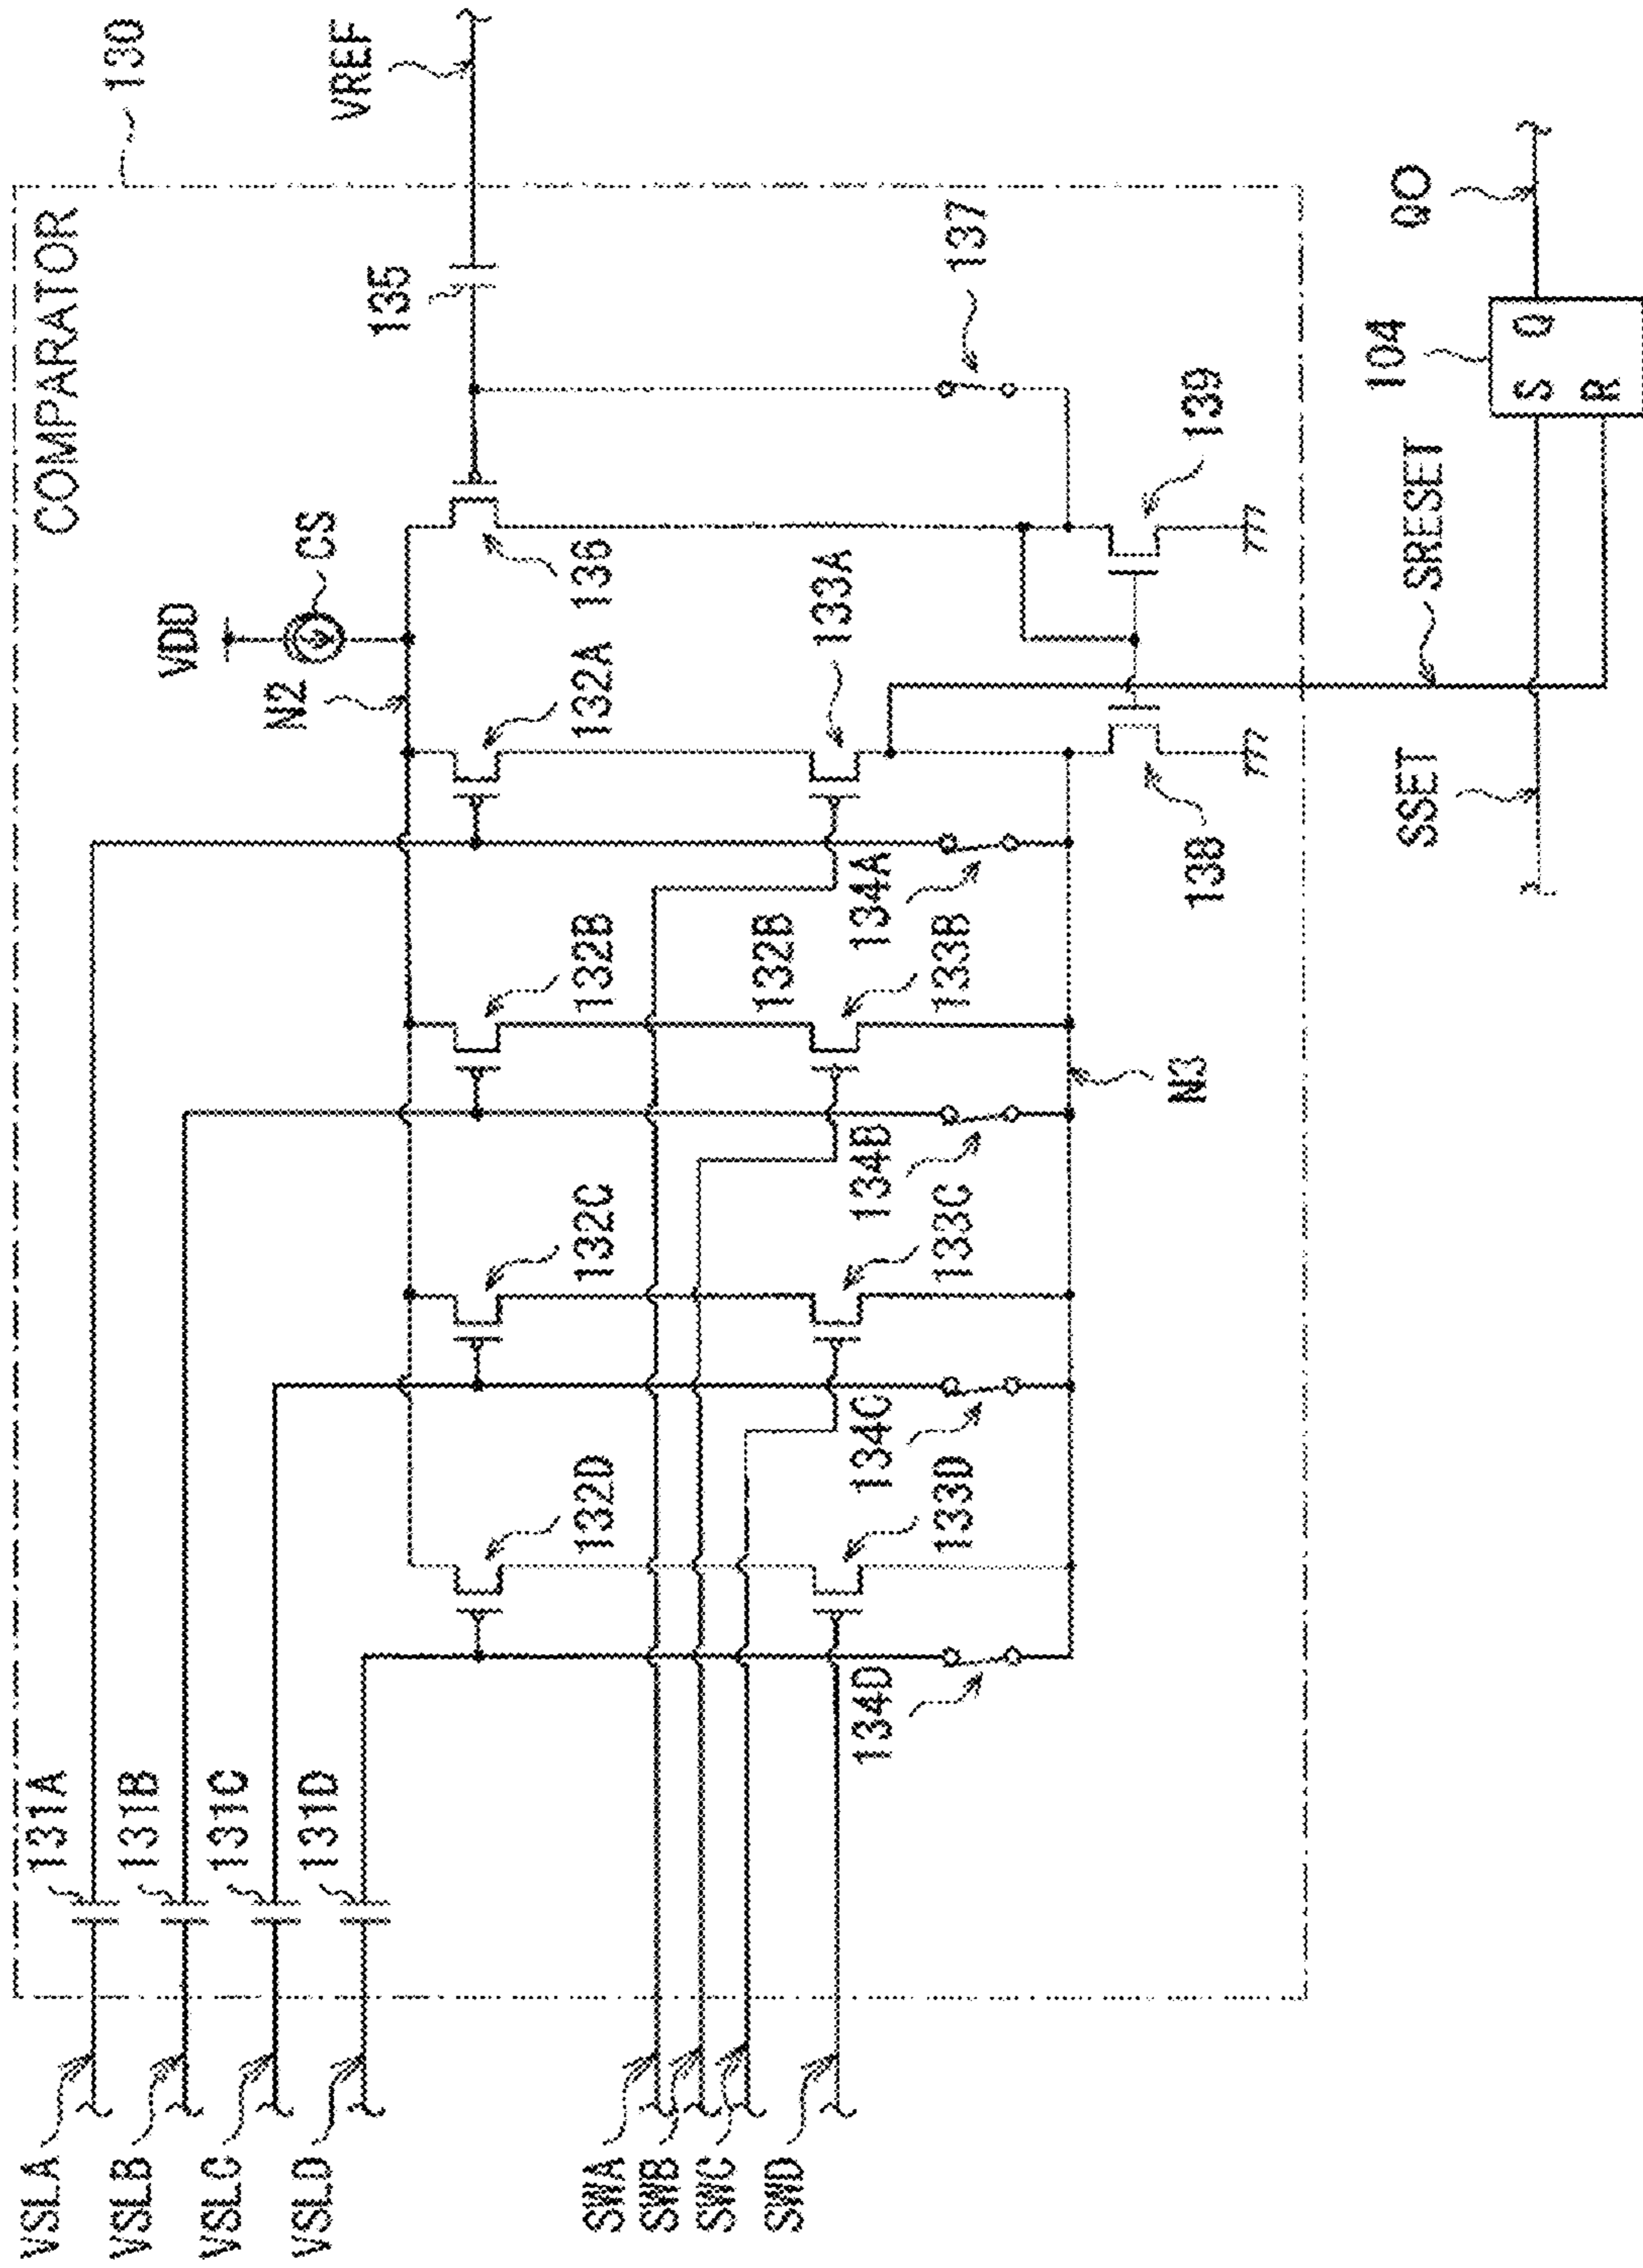 COMPARATOR
130
VSLA
VSLB
VSLC
VSLD
131A
131B
131C
131D
VDD
CS
N2
135
VREF
132D
132C
132B
132A
136
SWA
SWB
SWC
SWD
132B
133D
133C
133B
133A
134D
134C
134B
134A
137
N3
138
139
SSET
SRESET
104
S Q
R
QO